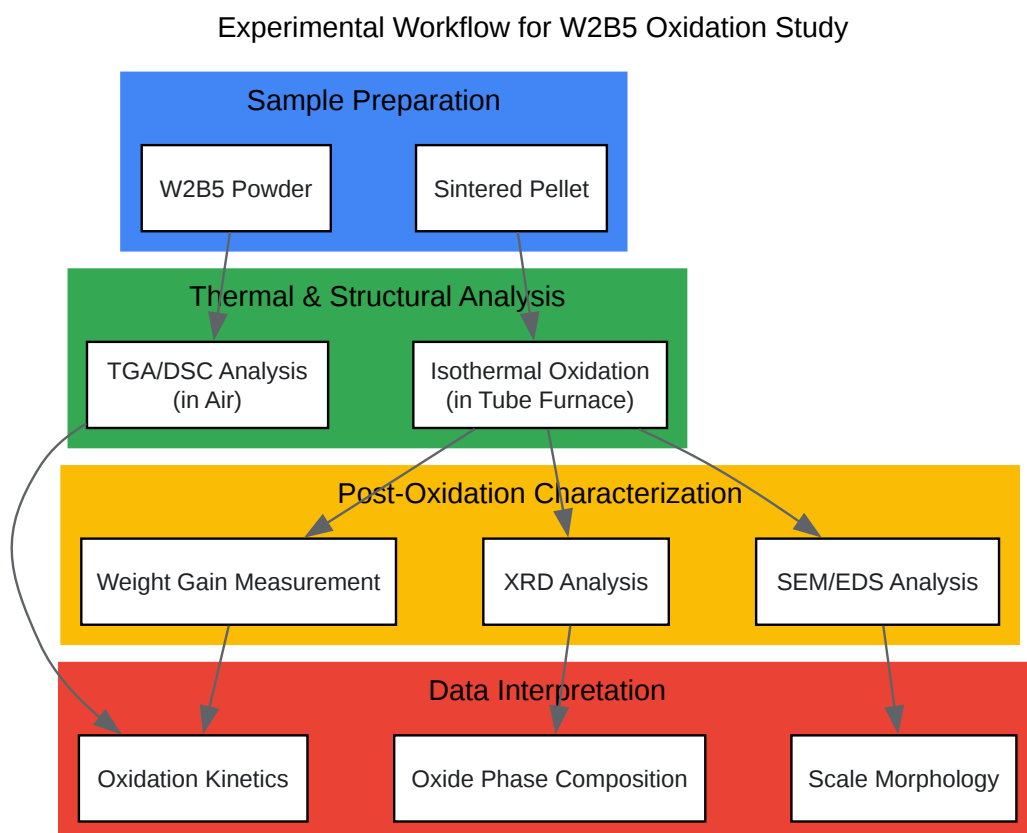 Experimental Workflow for W2B5 Oxidation Study
Sample Preparation
W2B5 Powder
Sintered Pellet
Thermal & Structural Analysis
TGA/DSC Analysis
(in Air)
Isothermal Oxidation
(in Tube Furnace)
Post-Oxidation Characterization
Weight Gain Measurement
XRD Analysis
SEM/EDS Analysis
Data Interpretation
Oxidation Kinetics
Oxide Phase Composition
Scale Morphology